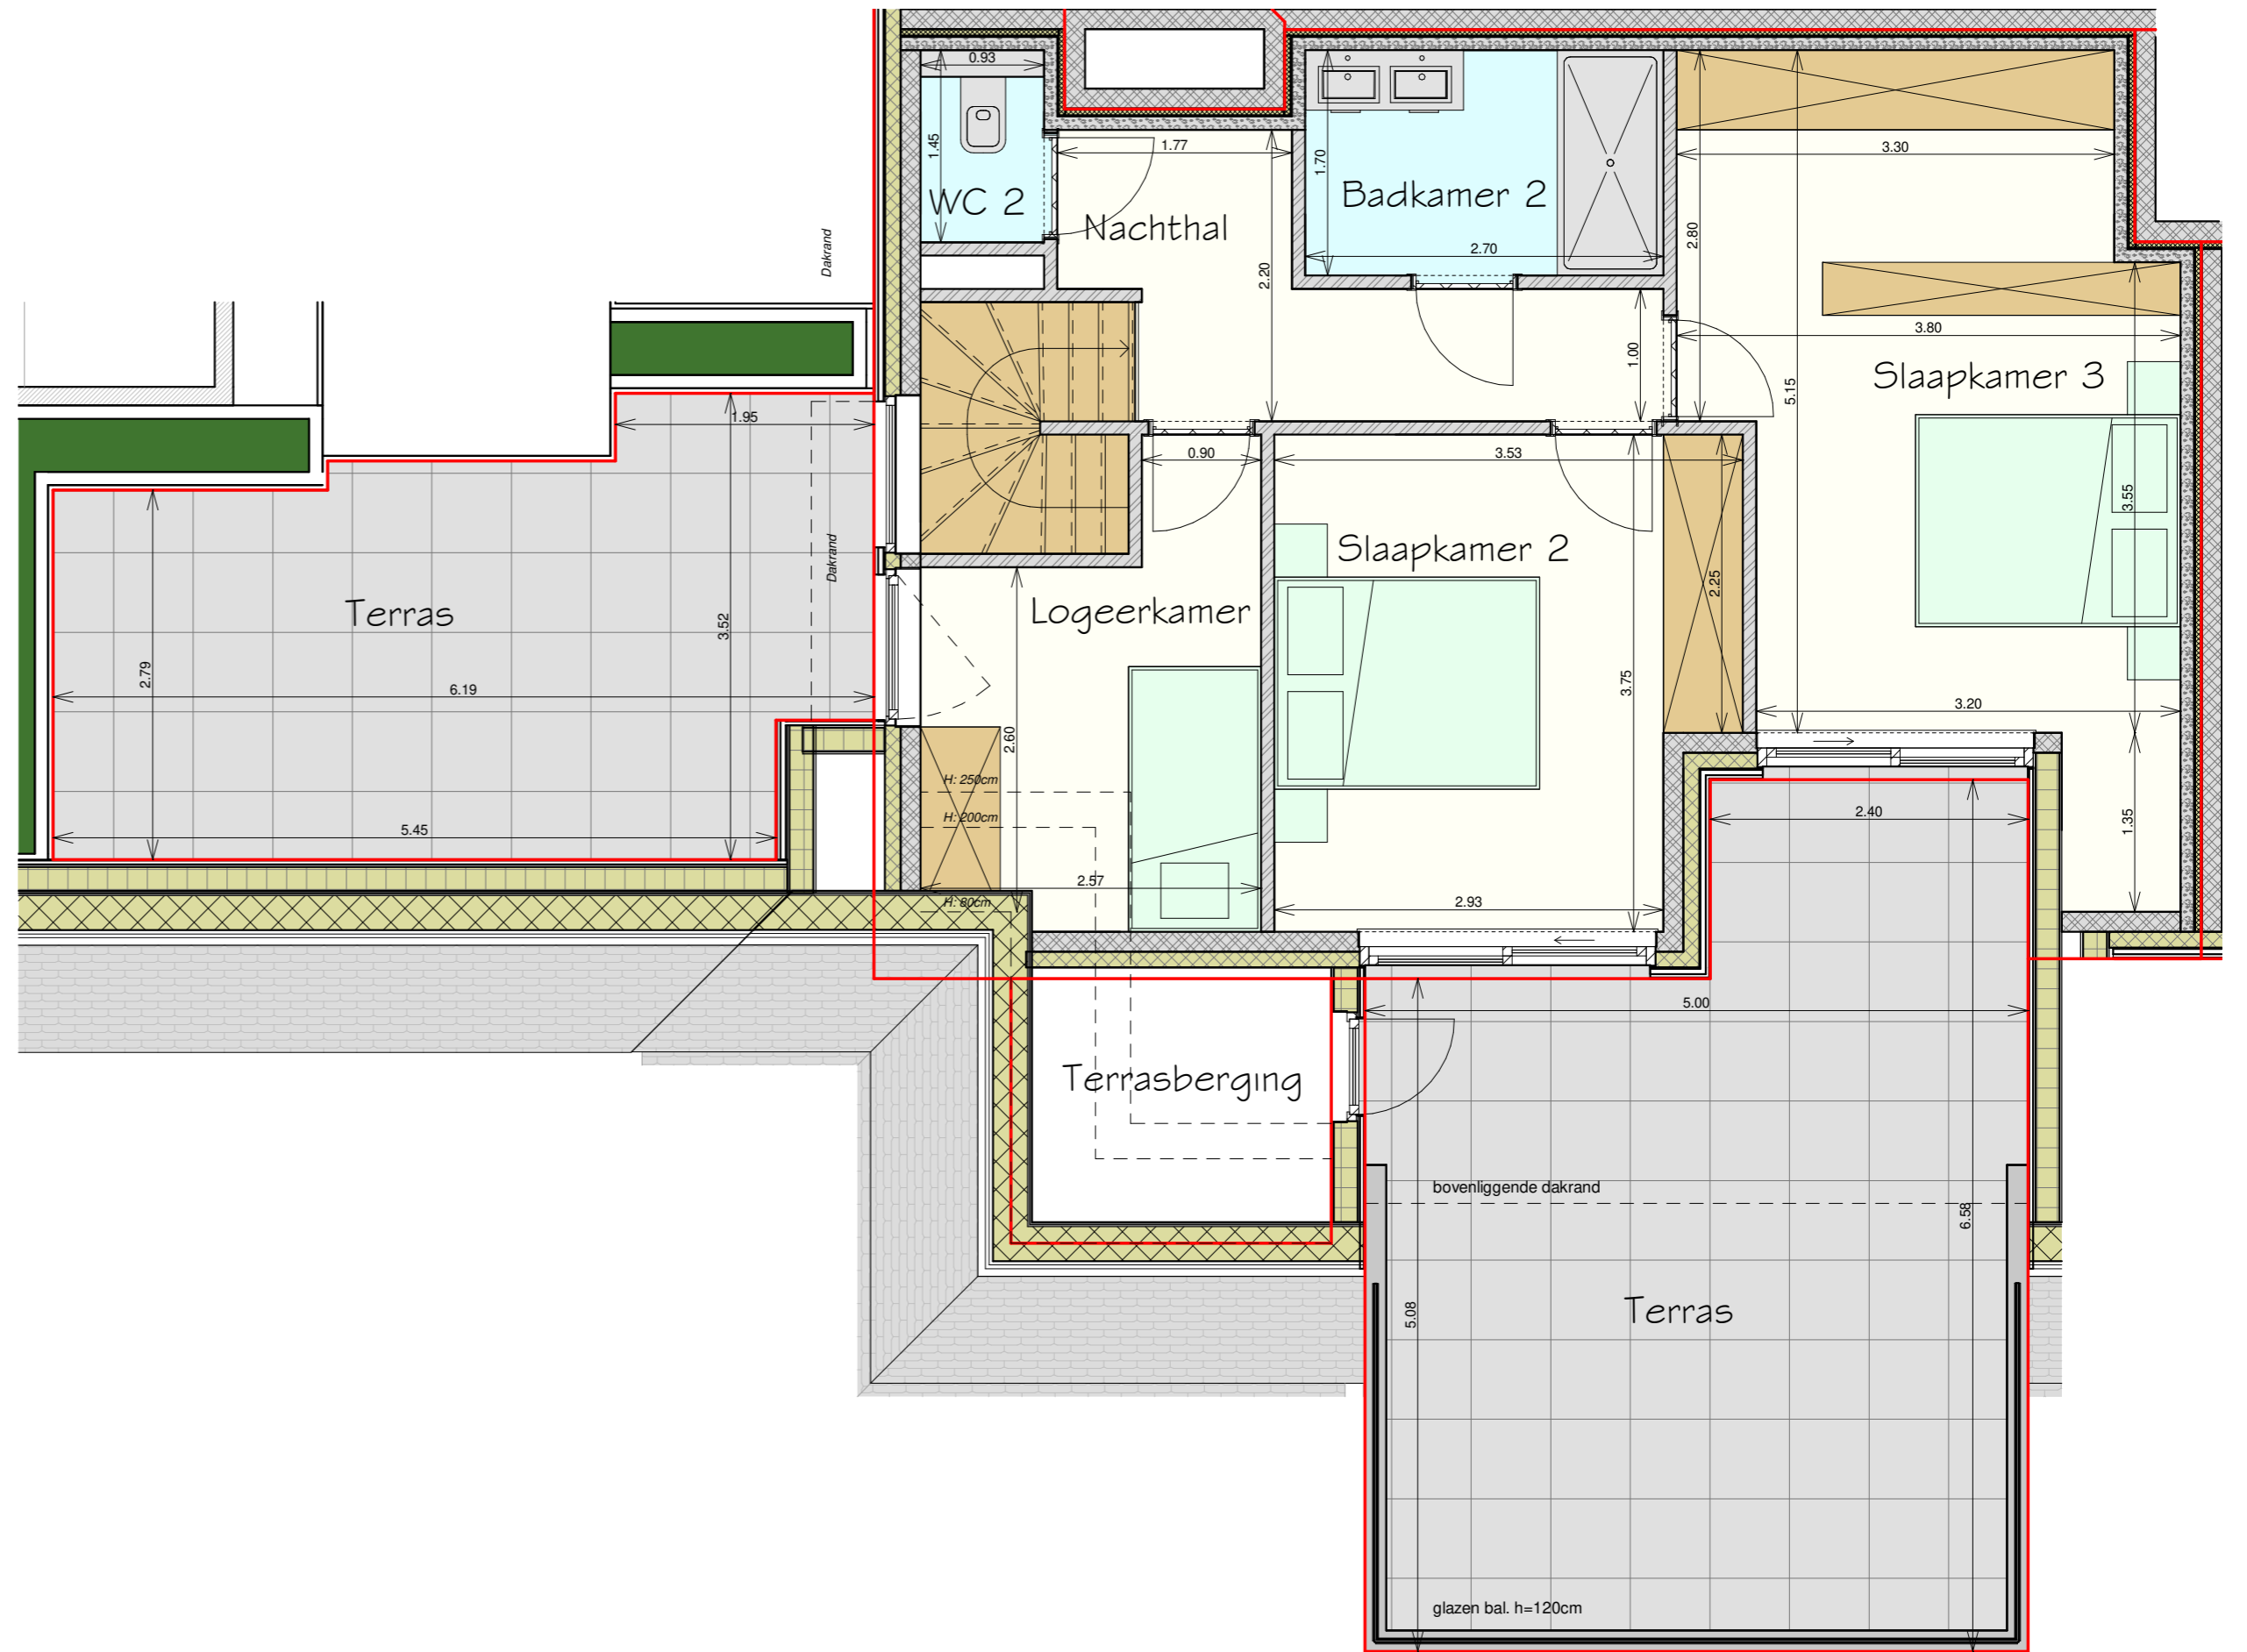 0.93
1.45
WC 2
1.77
Nachthal
2.20
1.70
Badkamer 2
2.70
2.80
3.30
5.15
3.80
Slaapkamer 3
1.00
3.55
3.20
1.35
Dakrand
Dakrand
1.95
Terras
2.79
3.52
6.19
5.45
0.90
3.53
Slaapkamer 2
2.25
3.75
2.93
Logeerkamer
2.60
H: 250cm
H: 200cm
2.57
H: 80cm
2.40
5.00
Terrasberging
bovenliggende dakrand
6.58
5.08
Terras
glazen bal. h=120cm